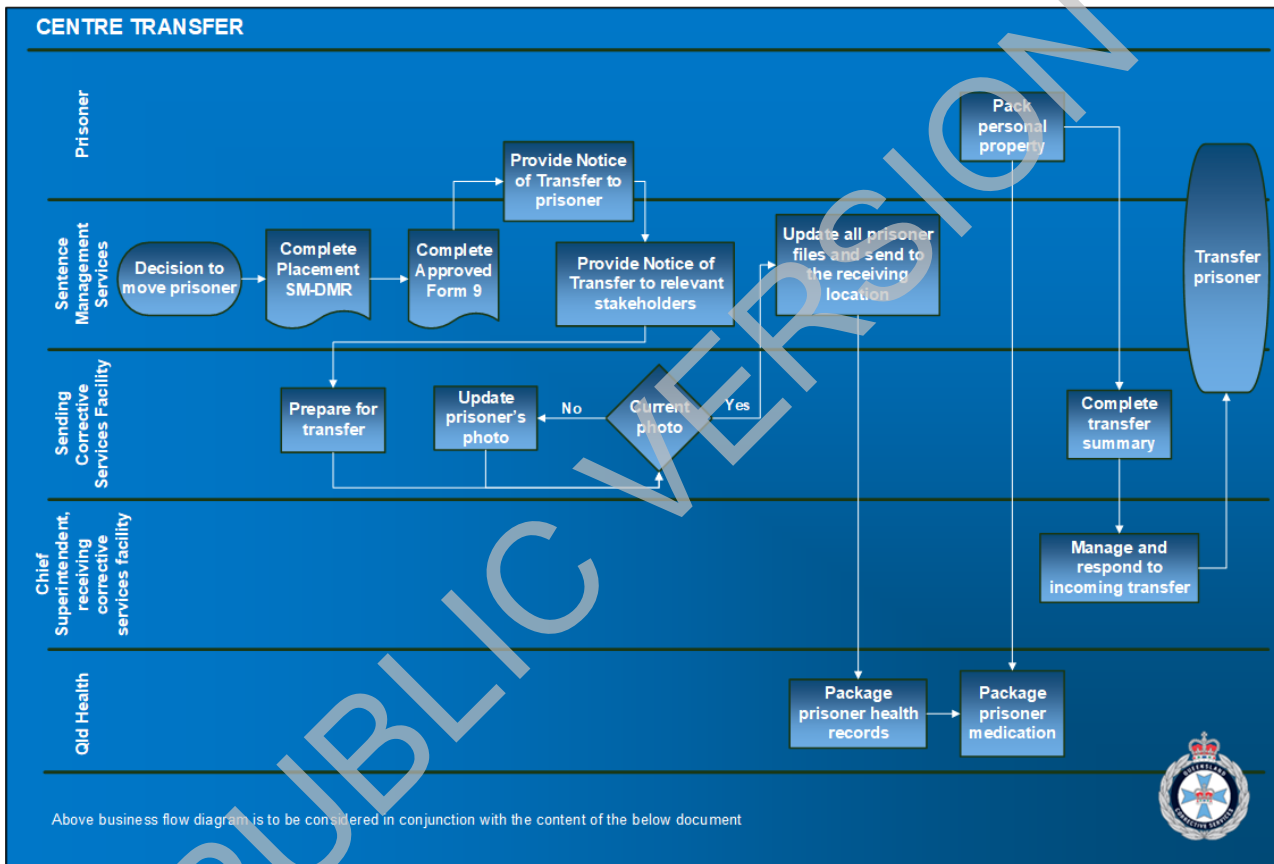 CENTRE TRANSFER
Prisoner
Pack
personal
property
Provide Notice
of Transfer to
prisoner
Sentence
Management
Services
Decision to
move prisoner
Complete
Placement
SM-DMR
Complete
Approved
Form 9
Provide Notice of
Transfer to relevant
stakeholders
Update all prisoner
files and send to
the receiving
location
Transfer
prisoner
Sending
Corrective
Services Facility
Prepare for
transfer
Update
prisoner's
photo
No
Current
photo
Yes
Complete
transfer
summary
Chief
Superintendent,
receiving
corrective
services facility
Manage and
respond to
incoming transfer
Qld Health
Package
prisoner health
records
Package
prisoner
medication
QUEENSLAND
CORRECTIVE SERVICES
Above business flow diagram is to be considered in conjunction with the content of the below document
PUBLIC VERSION